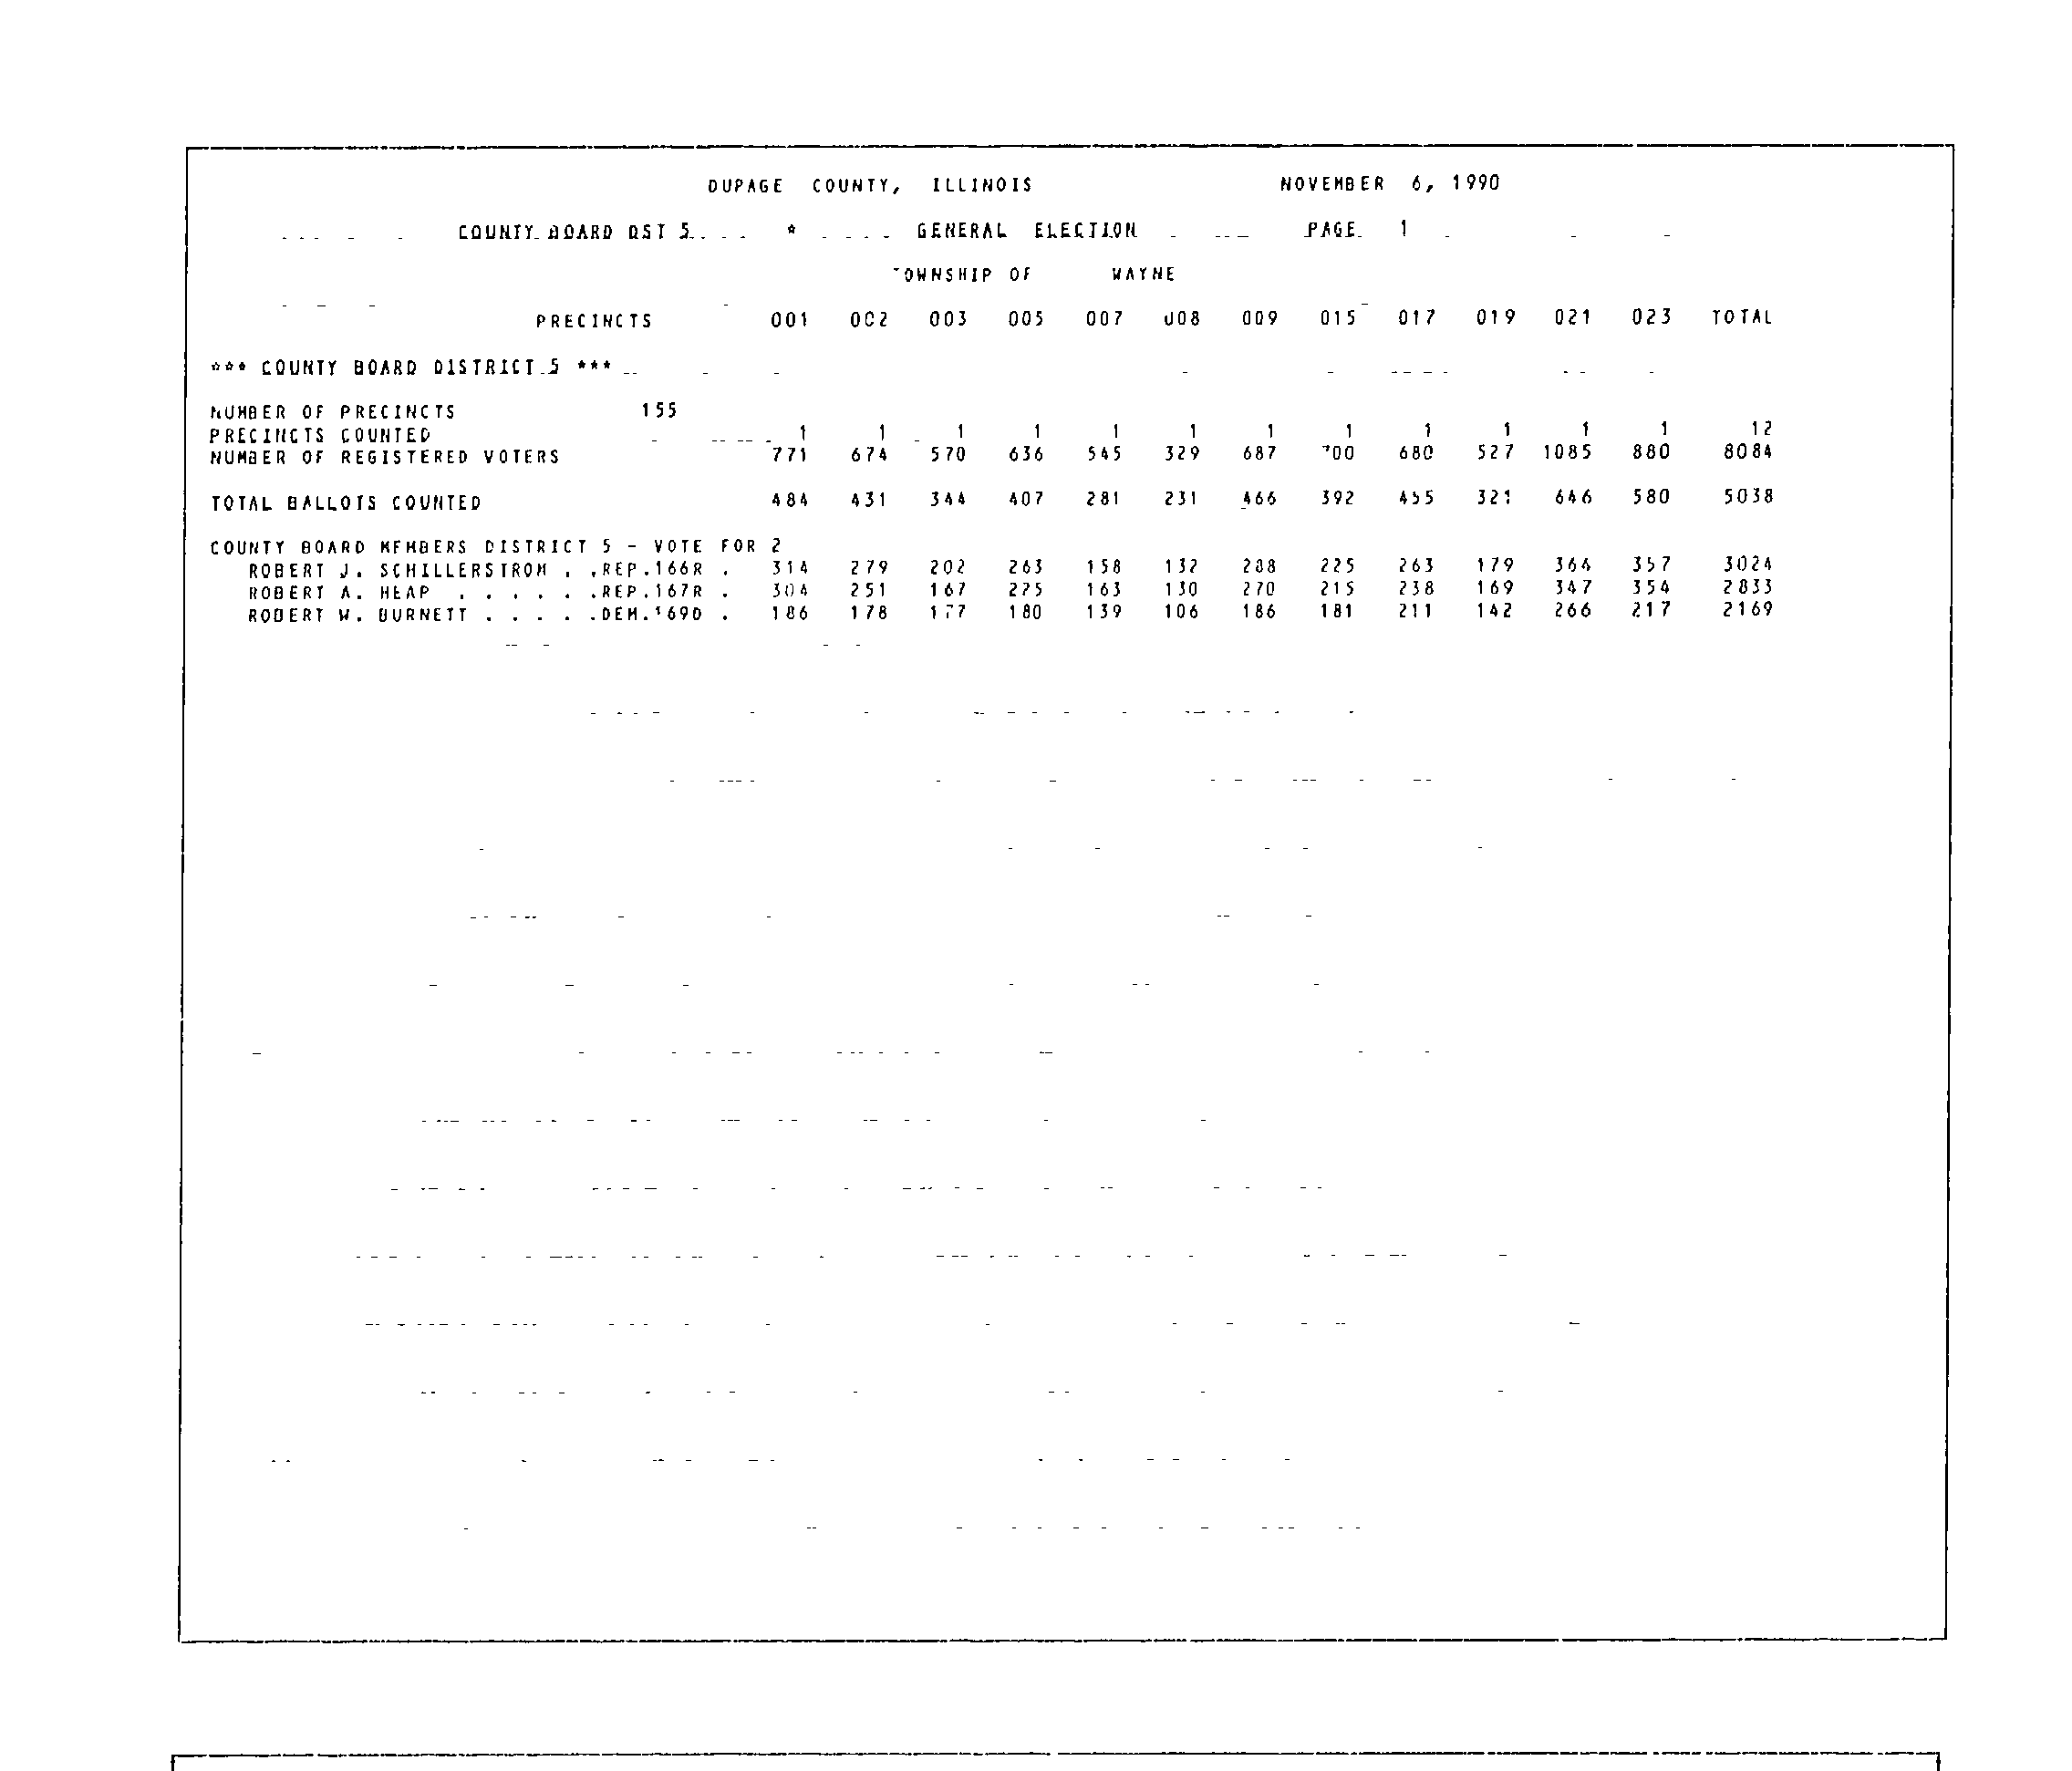 DUPAGE COUNTY, ILLINOIS NOVEMBER 6, 1990
COUNTY BOARD DST 5 * GENERAL ELECTION PAGE 1
TOWNSHIP OF WAYNE
PRECINCTS 001 002 003 005 007 008 009 015 017 019 021 023 TOTAL
*** COUNTY BOARD DISTRICT 5 ***
NUMBER OF PRECINCTS 155
PRECINCTS COUNTED 1 1 1 1 1 1 1 1 1 1 1 1 12
NUMBER OF REGISTERED VOTERS 771 674 570 636 545 329 687 700 680 527 1085 880 8084
TOTAL BALLOTS COUNTED 484 431 344 407 281 231 466 392 455 321 646 580 5038
COUNTY BOARD MEMBERS DISTRICT 5 - VOTE FOR 2
ROBERT J. SCHILLERSTROM . .REP.166R . 314 279 202 263 158 132 288 225 263 179 364 357 3024
ROBERT A. HEAP . . . . . .REP.167R . 304 251 167 225 163 130 270 215 238 169 347 354 2833
ROBERT W. BURNETT . . . . .DEM.169D . 186 178 177 180 139 106 186 181 211 142 266 217 2169